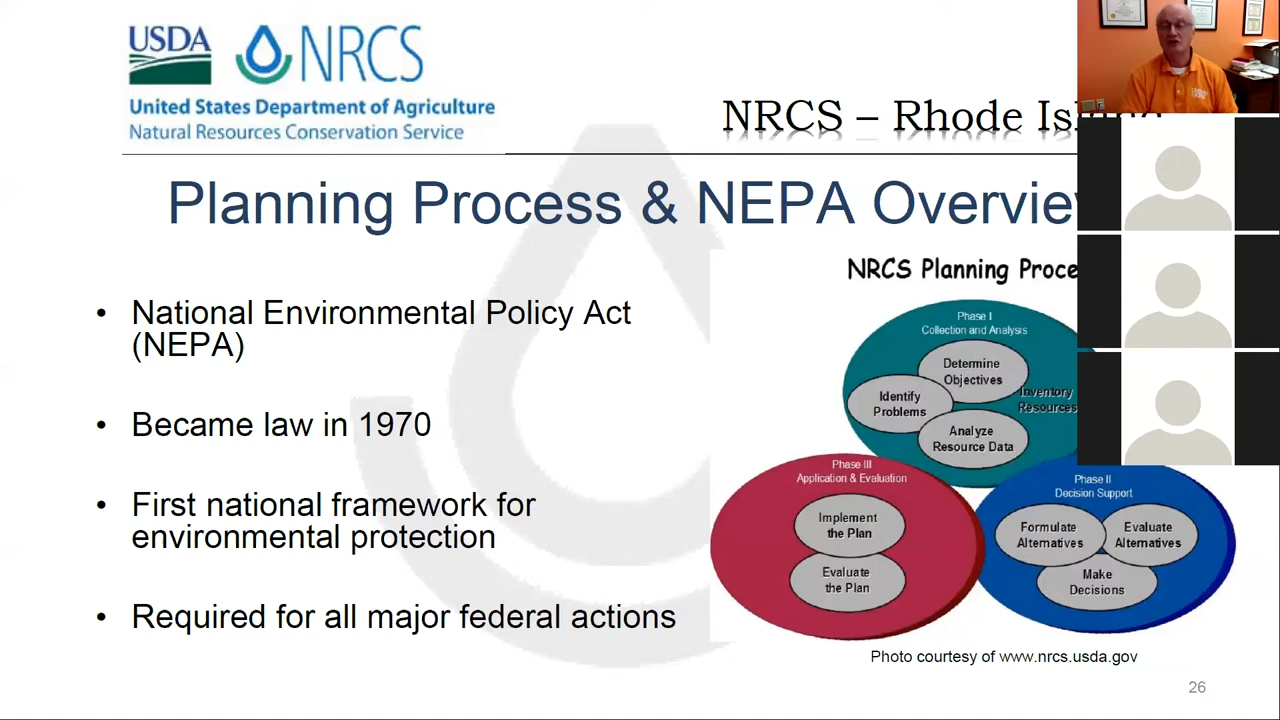 USDA
NRCS
United States Department of Agriculture
Natural Resources Conservation Service
NRCS – Rhode Island
Planning Process & NEPA Overview
• National Environmental Policy Act
(NEPA)
• Became law in 1970
• First national framework for
environmental protection
• Required for all major federal actions
NRCS Planning Proce
Phase I
Collection and Analysis
Determine
Objectives
Identify
Problems
Inventory
Resources
Analyze
Resource Data
Phase III
Application & Evaluation
Implement
the Plan
Evaluate
the Plan
Phase II
Decision Support
Formulate
Alternatives
Evaluate
Alternatives
Make
Decisions
Photo courtesy of www.nrcs.usda.gov
26